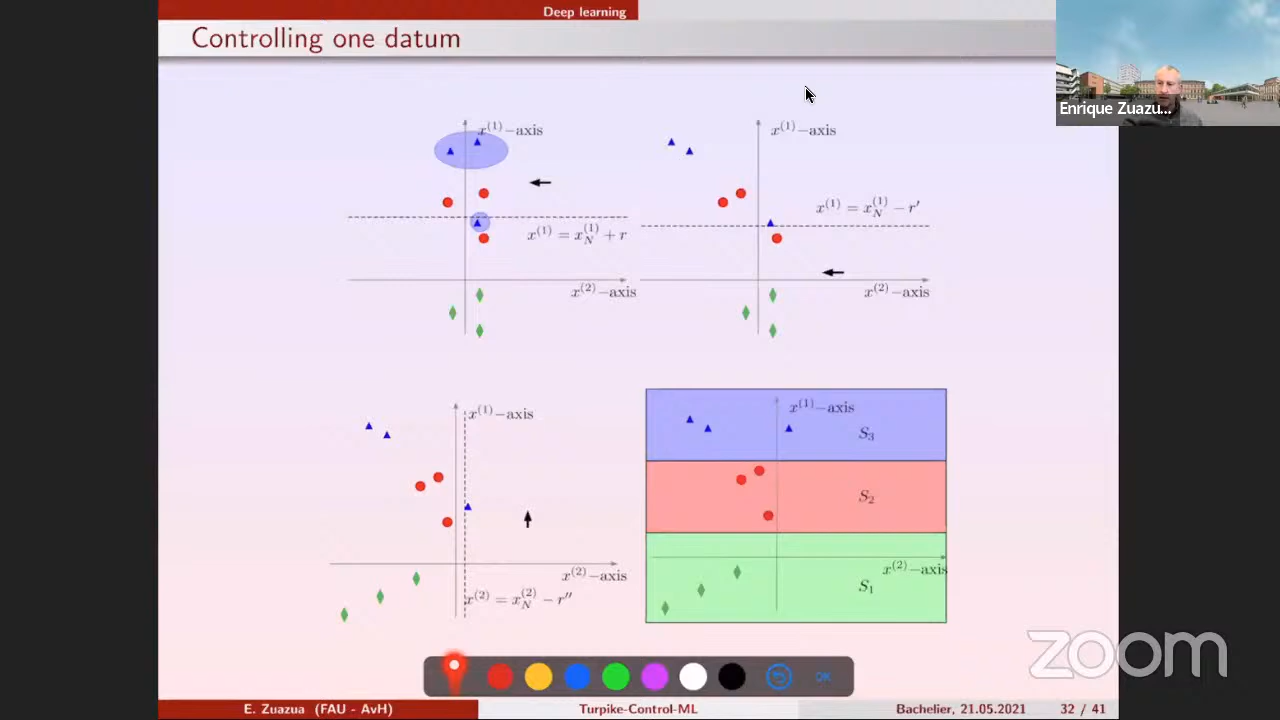 Deep learning
Controlling one datum
Enrique Zuazu...
x^{(1)}−axis
x^{(1)} = x_N^{(1)} + r
x^{(2)}−axis
x^{(1)}−axis
x^{(1)} = x_N^{(1)} − r′
x^{(2)}−axis
x^{(1)}−axis
x^{(2)}−axis
x^{(2)} = x_N^{(2)} − r″
x^{(1)}−axis
S_3
S_2
x^{(2)}−axis
S_1
zoom
OK
E. Zuazua (FAU - AvH)
Turpike-Control-ML
Bachelier, 21.05.2021
32 / 41